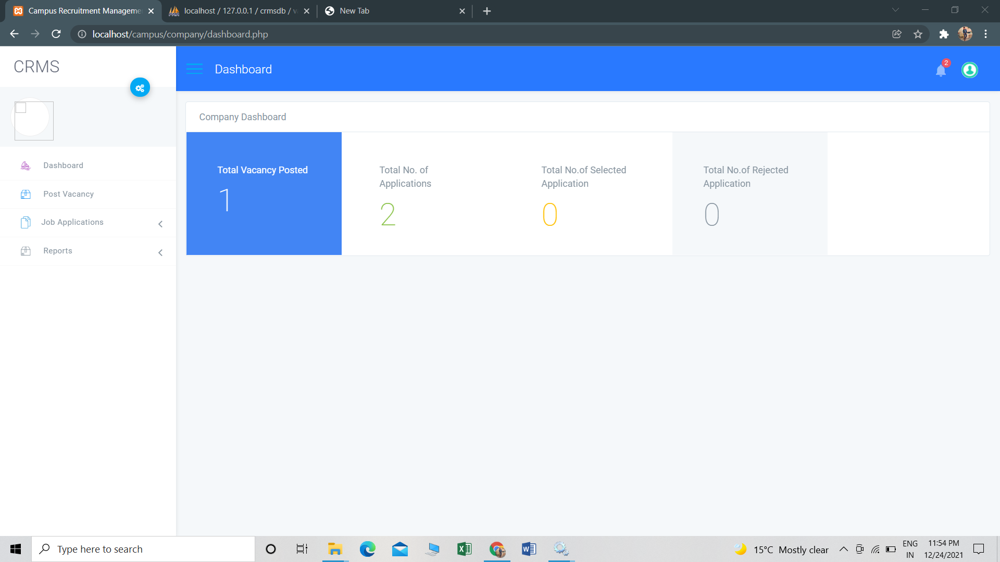 Campus Recruitment Manageme
localhost / 127.0.0.1 / crmsdb / v
New Tab
localhost/campus/company/dashboard.php
CRMS
Dashboard
2
Company Dashboard
Dashboard
Post Vacancy
Job Applications
Reports
Total Vacancy Posted
1
Total No. of
Applications
2
Total No.of Selected
Application
0
Total No.of Rejected
Application
0
Type here to search
15°C Mostly clear
ENG
IN
11:54 PM
12/24/2021